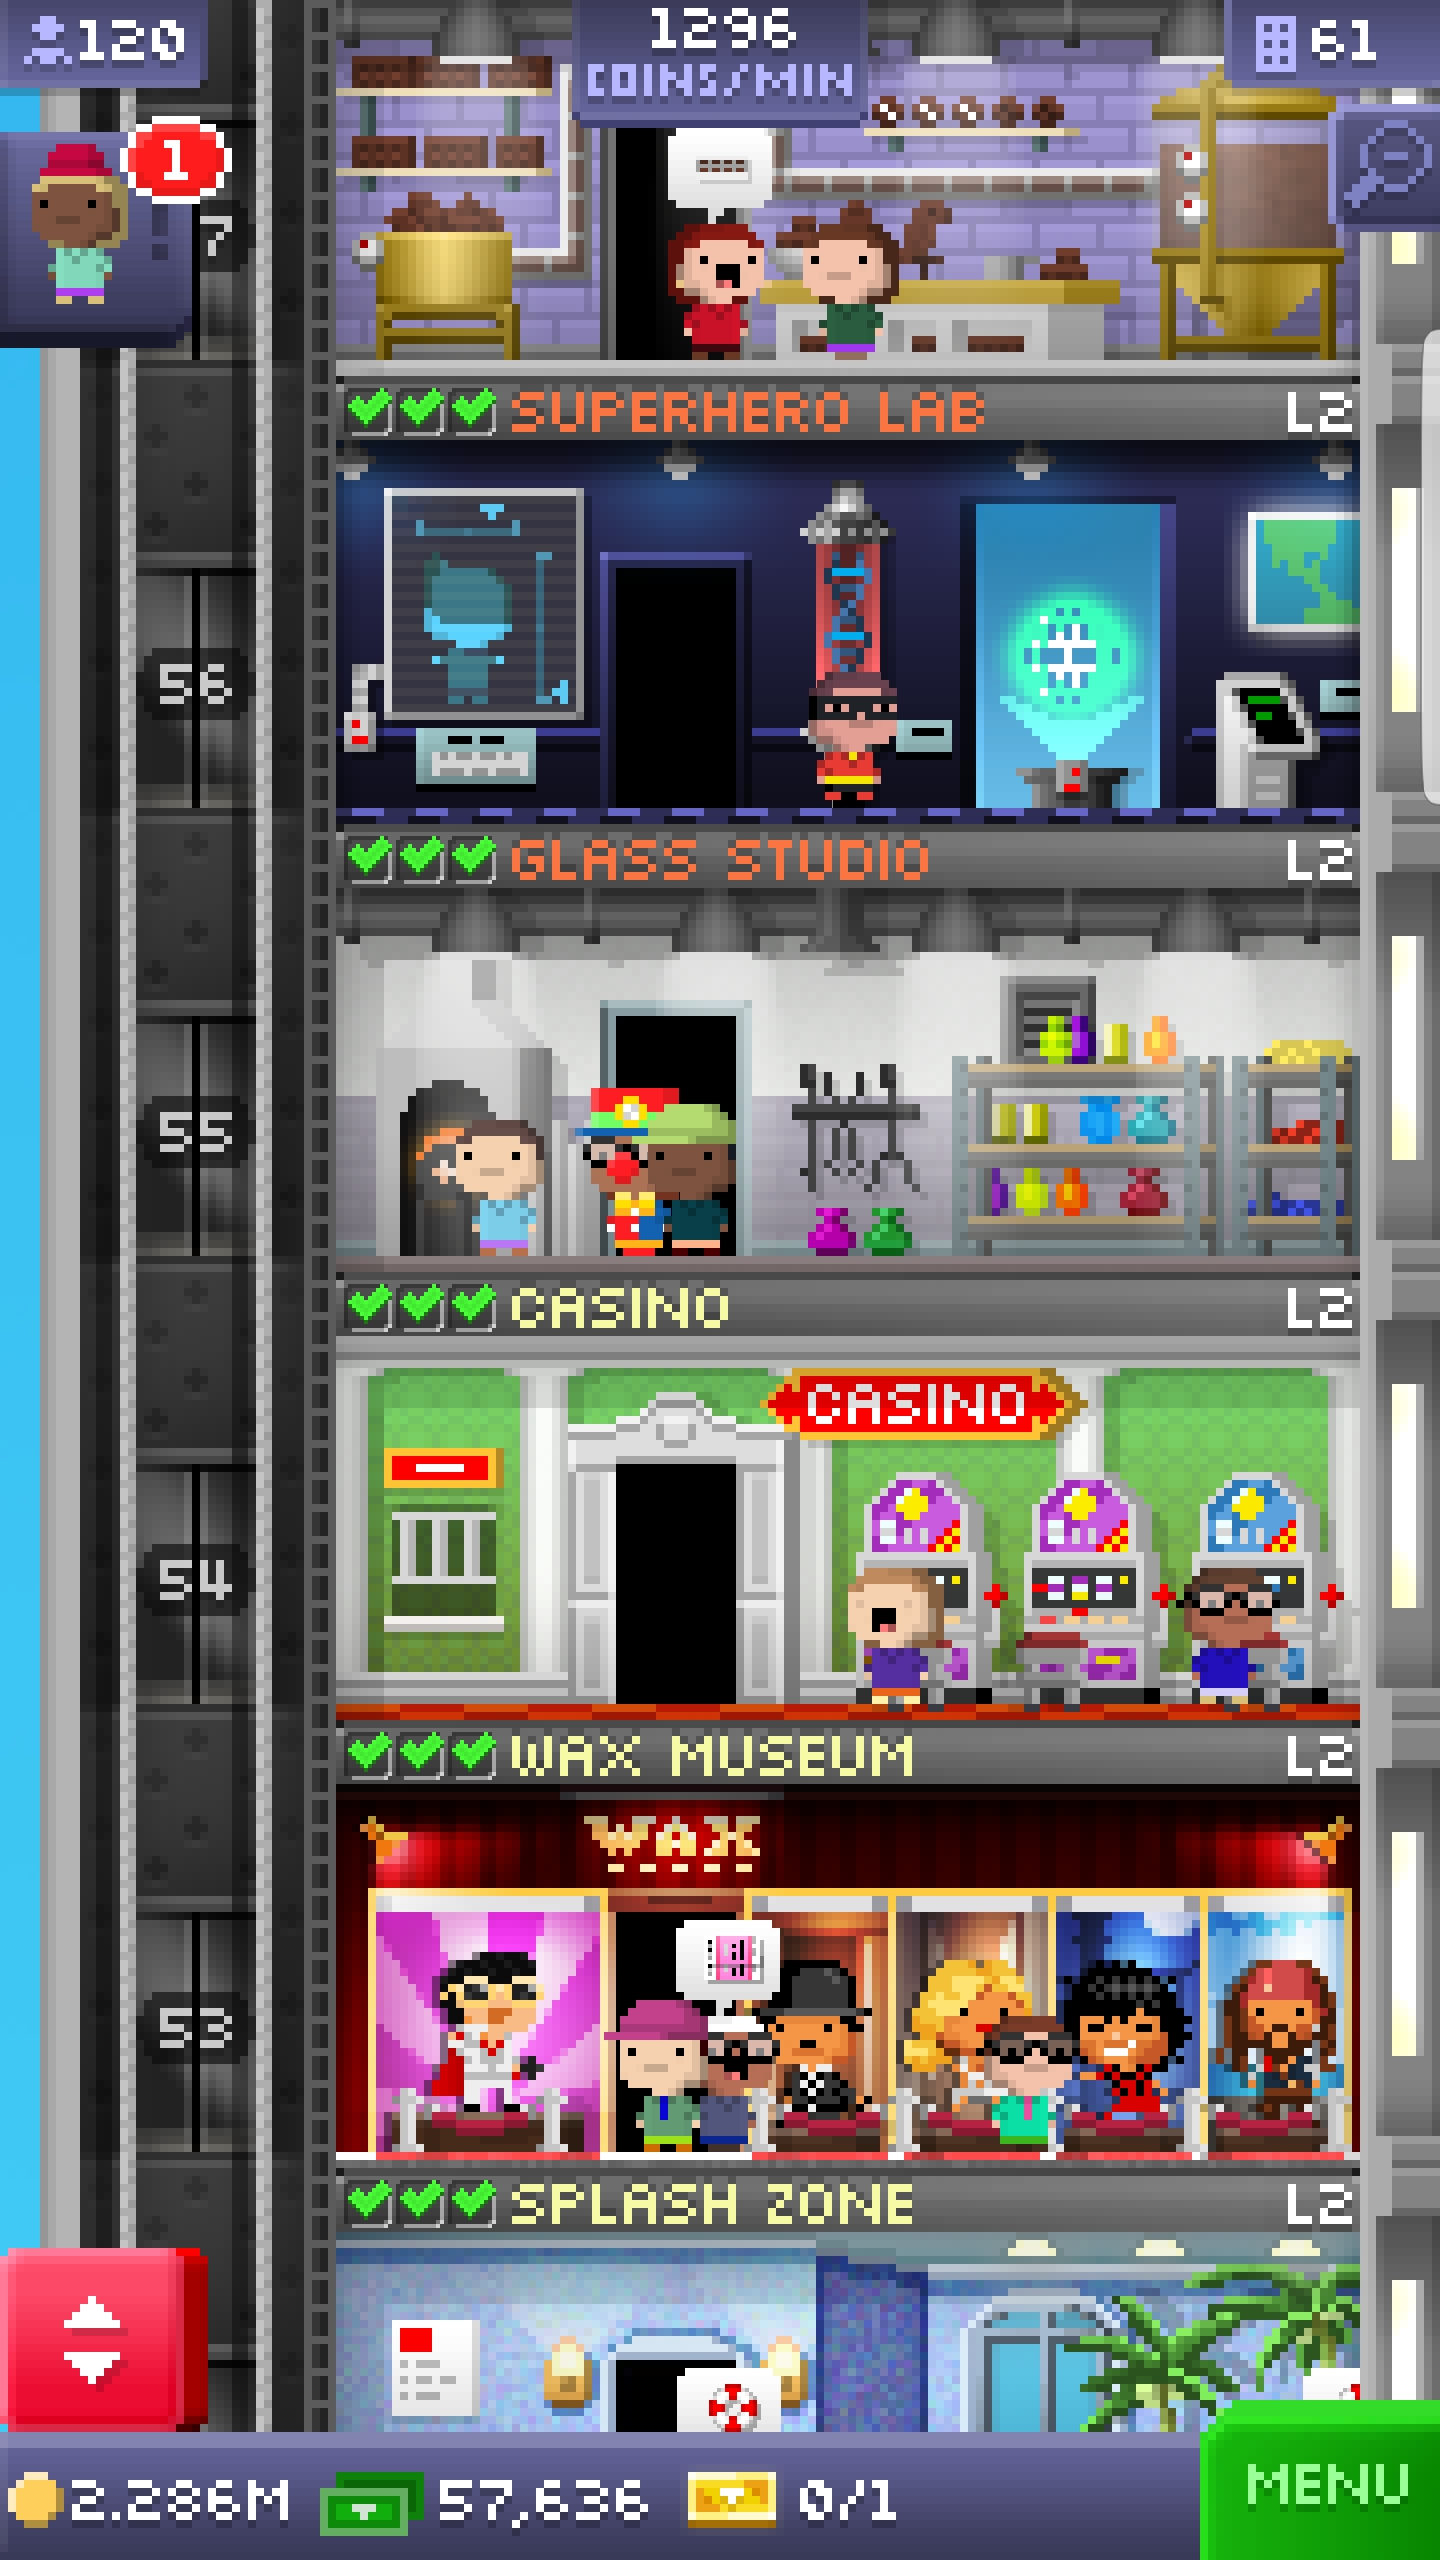 120
1296
COINS/MIN
61
1
7
SUPERHERO LAB L2
56
GLASS STUDIO L2
55
CASINO L2
CASINO
54
WAX MUSEUM L2
WAX
53
SPLASH ZONE L2
2.286M 57,636 0/1
MENU